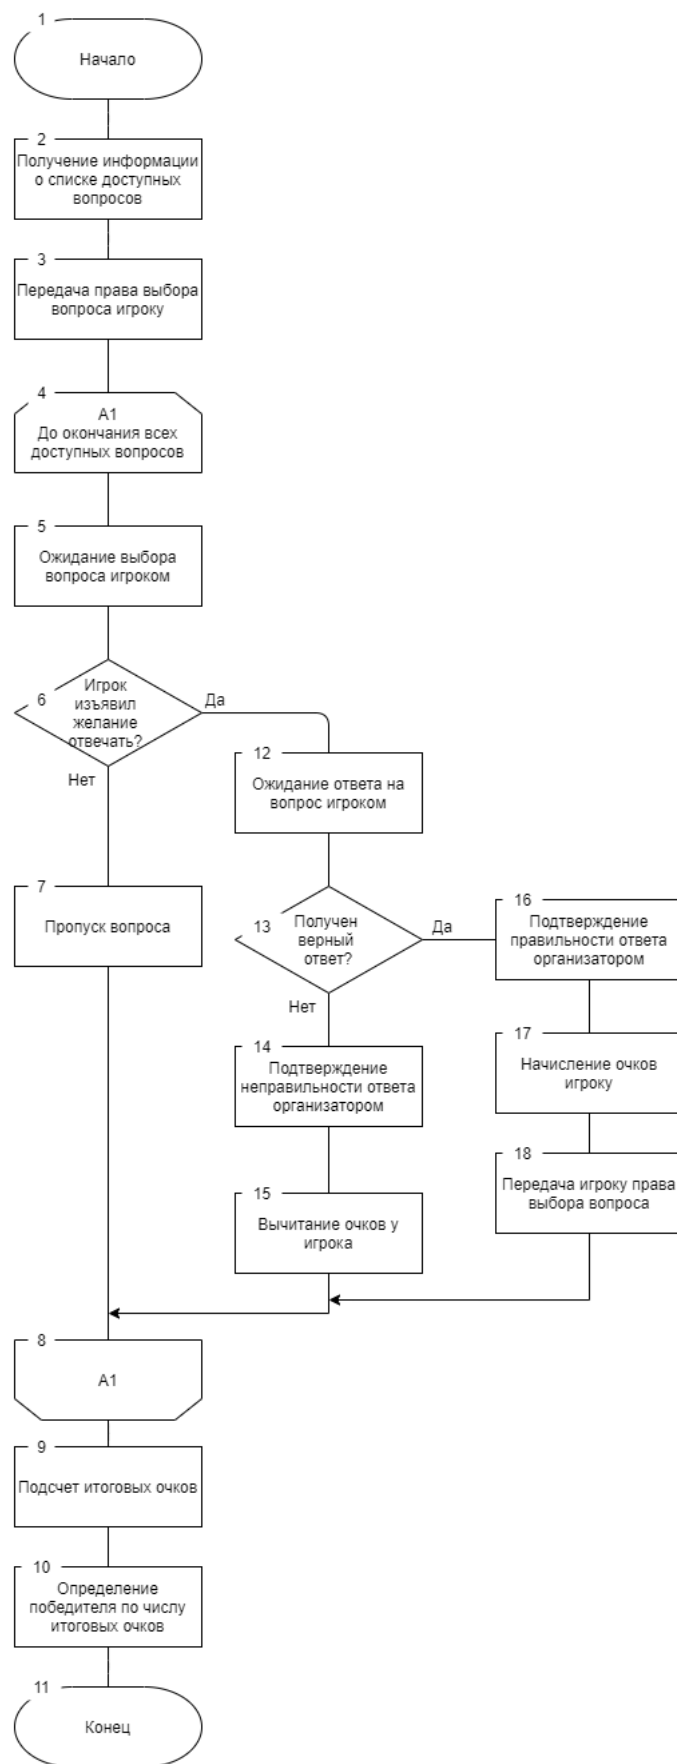 1
Начало
2
Получение информации
о списке доступных
вопросов
3
Передача права выбора
вопроса игроку
4
А1
До окончания всех
доступных вопросов
5
Ожидание выбора
вопроса игроком
6
Игрок
изъявил
желание
отвечать?
Да
Нет
12
Ожидание ответа на
вопрос игроком
7
Пропуск вопроса
13
Получен
верный
ответ?
Да
Нет
16
Подтверждение
правильности ответа
организатором
14
Подтверждение
неправильности ответа
организатором
17
Начисление очков
игроку
18
Передача игроку права
выбора вопроса
15
Вычитание очков у
игрока
8
А1
9
Подсчет итоговых очков
10
Определение
победителя по числу
итоговых очков
11
Конец